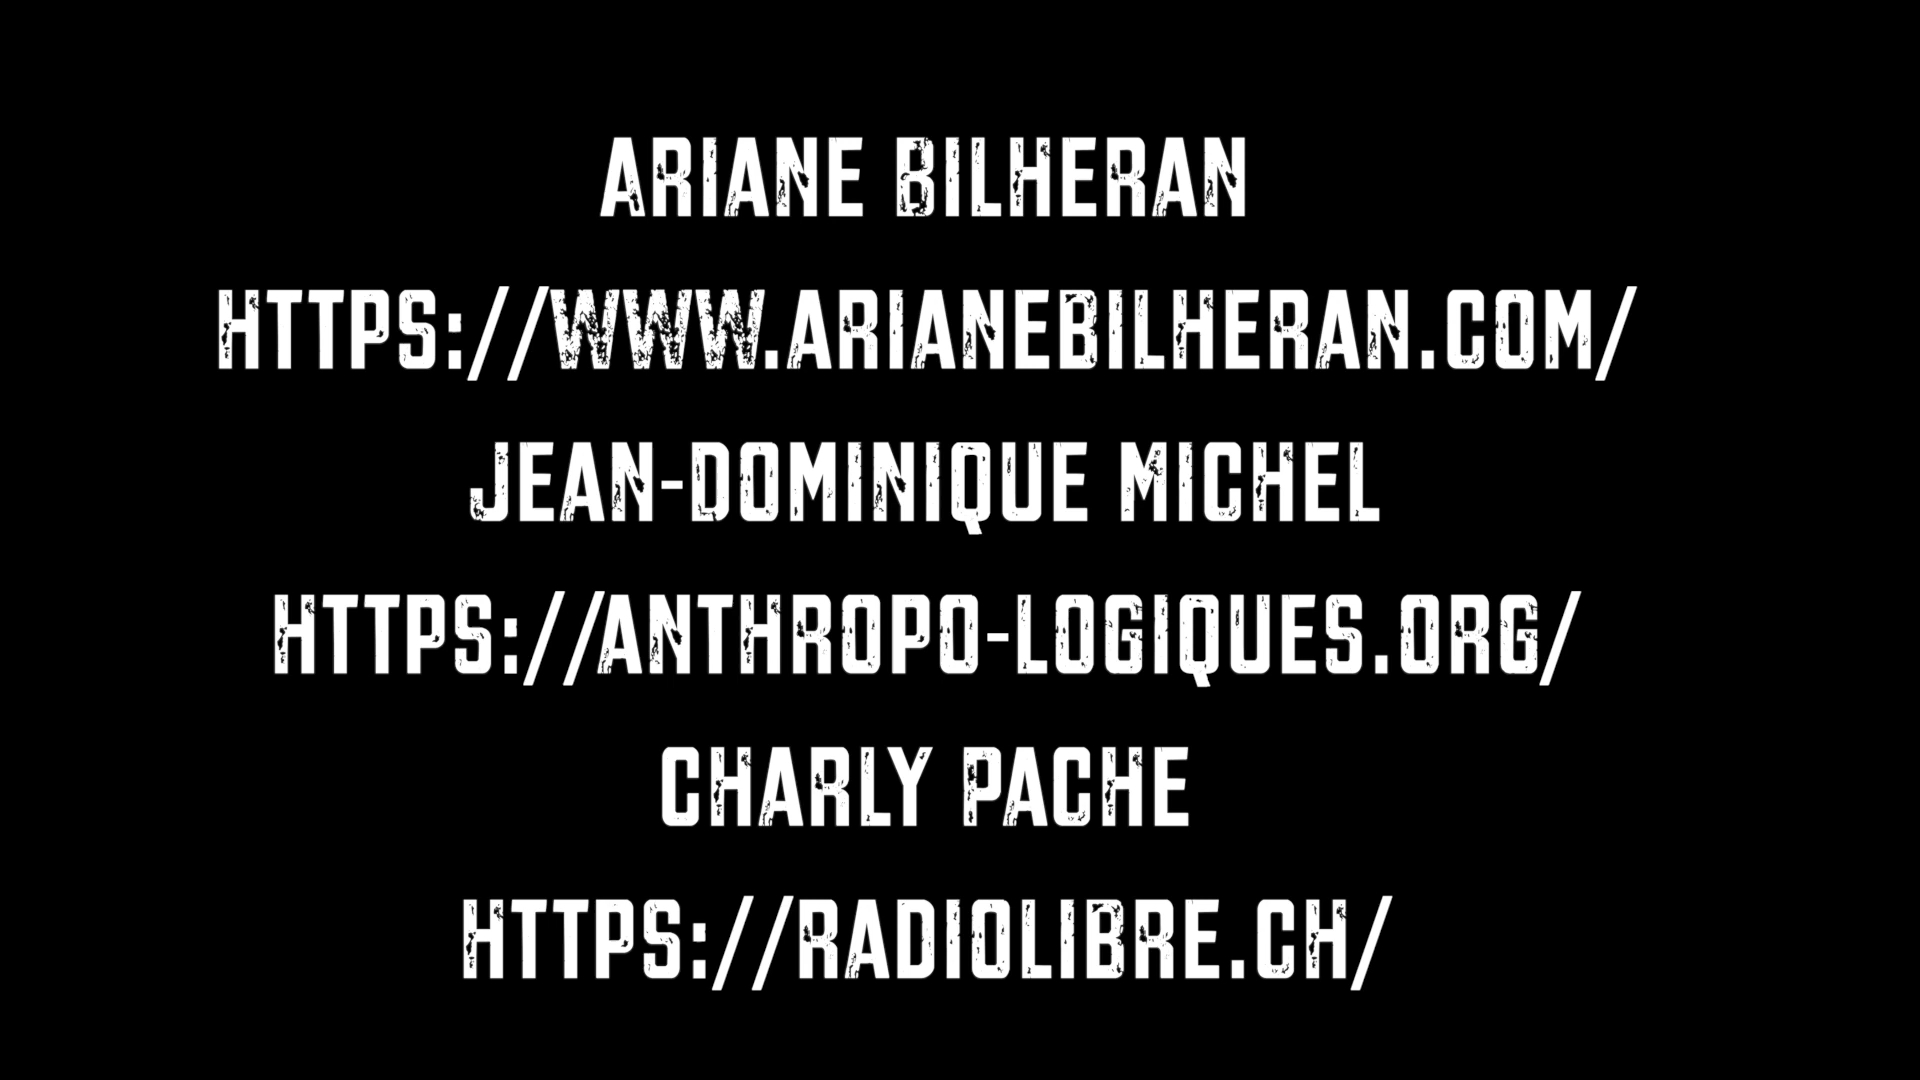 ARIANE BILHERAN
HTTPS://WWW.ARIANEBILHERAN.COM/
JEAN-DOMINIQUE MICHEL
HTTPS://ANTHROPO-LOGIQUES.ORG/
CHARLY PACHE
HTTPS://RADIOLIBRE.CH/